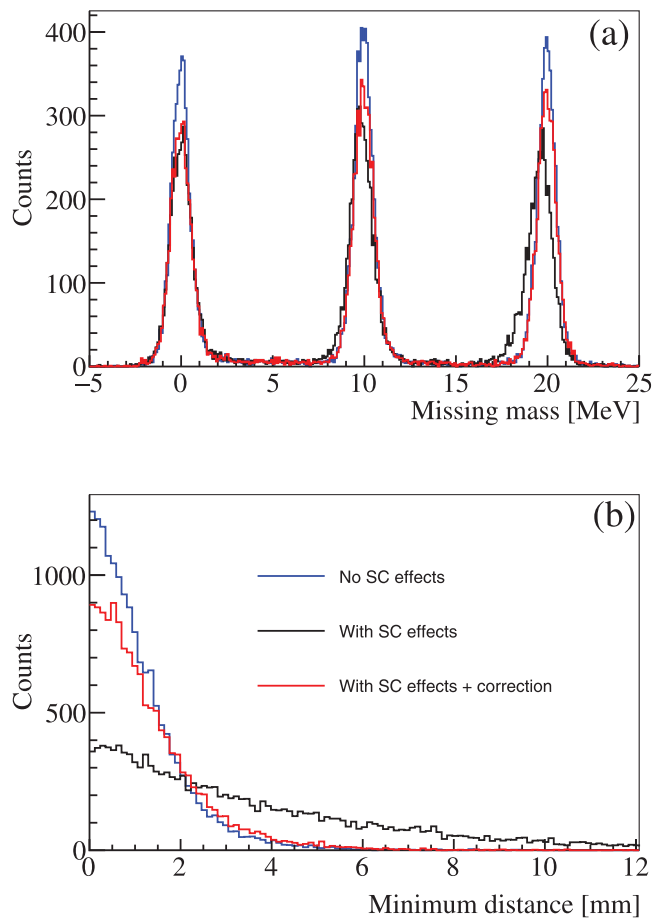 (a)
Counts
400
300
200
100
0
−5 0 5 10 15 20 25
Missing mass [MeV]
(b)
Counts
1000
500
0
No SC effects
With SC effects
With SC effects + correction
0 2 4 6 8 10 12
Minimum distance [mm]